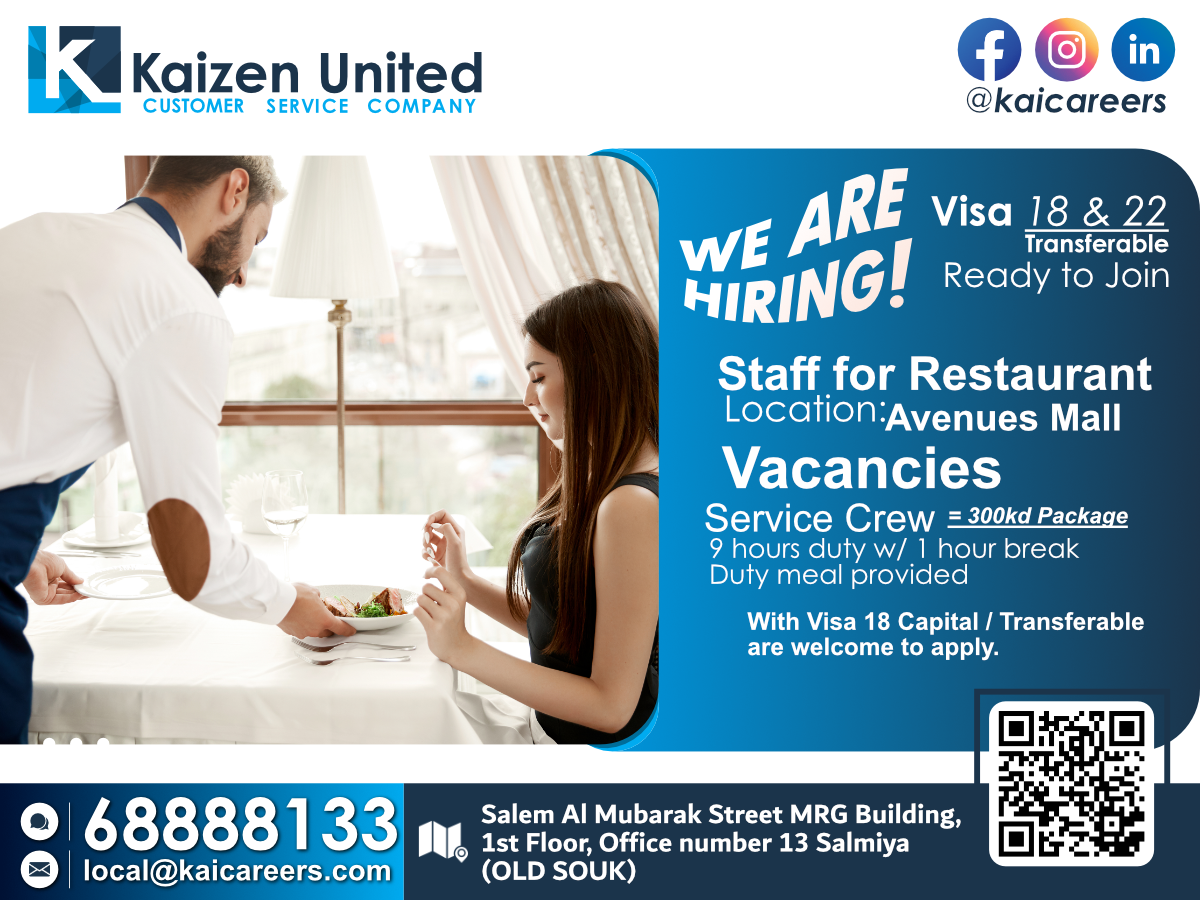 K
Kaizen United
CUSTOMER SERVICE COMPANY
f
in
@kaicareers
WE ARE
HIRING!
Visa 18 & 22
Transferable
Ready to Join
Staff for Restaurant
Location:Avenues Mall
Vacancies
Service Crew = 300kd Package
9 hours duty w/ 1 hour break
Duty meal provided
With Visa 18 Capital / Transferable
are welcome to apply.
68888133
local@kaicareers.com
Salem Al Mubarak Street MRG Building,
1st Floor, Office number 13 Salmiya
(OLD SOUK)